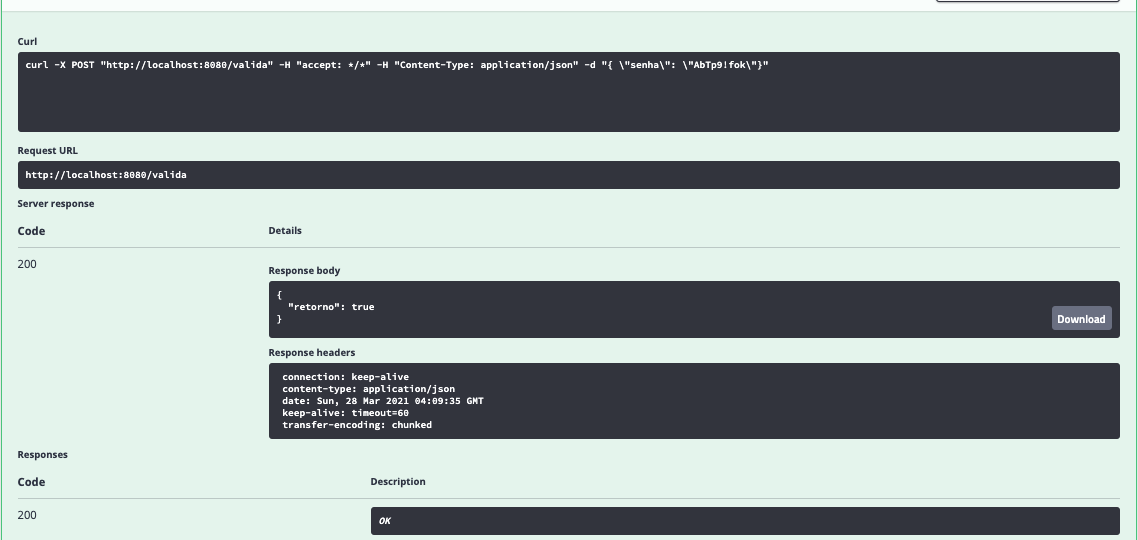 Curl
curl -X POST "http://localhost:8080/valida" -H "accept: */*" -H "Content-Type: application/json" -d "{ \"senha\": \"AbTp9!fok\"}"
Request URL
http://localhost:8080/valida
Server response
Code Details
200
Response body
{
  "retorno": true
}
Download
Response headers
connection: keep-alive
content-type: application/json
date: Sun, 28 Mar 2021 04:09:35 GMT
keep-alive: timeout=60
transfer-encoding: chunked
Responses
Code Description
200
OK